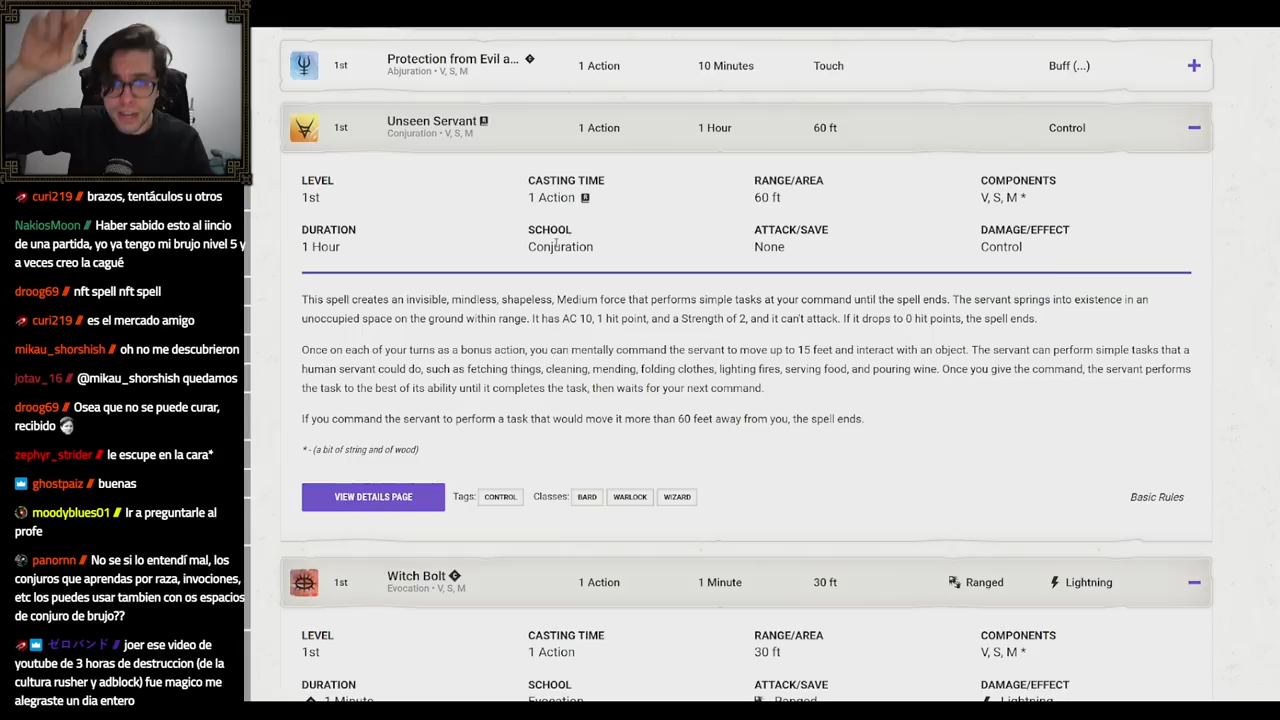 Protection from Evil a...
Abjuration • V, S, M
1st
1 Action
10 Minutes
Touch
Buff (...)
Unseen Servant
Conjuration • V, S, M
1st
1 Action
1 Hour
60 ft
Control
LEVEL
1st
CASTING TIME
1 Action
RANGE/AREA
60 ft
COMPONENTS
V, S, M *
DURATION
1 Hour
SCHOOL
Conjuration
ATTACK/SAVE
None
DAMAGE/EFFECT
Control
This spell creates an invisible, mindless, shapeless, Medium force that performs simple tasks at your command until the spell ends. The servant springs into existence in an
unoccupied space on the ground within range. It has AC 10, 1 hit point, and a Strength of 2, and it can't attack. If it drops to 0 hit points, the spell ends.
Once on each of your turns as a bonus action, you can mentally command the servant to move up to 15 feet and interact with an object. The servant can perform simple tasks that a
human servant could do, such as fetching things, cleaning, mending, folding clothes, lighting fires, serving food, and pouring wine. Once you give the command, the servant performs
the task to the best of its ability until it completes the task, then waits for your next command.
If you command the servant to perform a task that would move it more than 60 feet away from you, the spell ends.
* - (a bit of string and of wood)
VIEW DETAILS PAGE
Tags: CONTROL Classes: BARD WARLOCK WIZARD
Basic Rules
1st
Witch Bolt
Evocation • V, S, M
1 Action
1 Minute
30 ft
Ranged
Lightning
LEVEL
1st
CASTING TIME
1 Action
RANGE/AREA
30 ft
COMPONENTS
V, S, M *
DURATION
1 Minute
SCHOOL
Evocation
ATTACK/SAVE
Ranged
DAMAGE/EFFECT
Lightning
curi219 // brazos, tentáculos u otros
NakiosMoon // Haber sabido esto al iincio
de una partida, yo ya tengo mi brujo nivel 5 y
a veces creo la cagué
droog69 // nft spell nft spell
curi219 // es el mercado amigo
mikau_shorshish // oh no me descubrieron
jotav_16 // @mikau_shorshish quedamos
droog69 // Osea que no se puede curar,
recibido
zephyr_strider // le escupe en la cara*
ghostpaiz // buenas
moodyblues01 // Ir a preguntarle al
profe
panornn // No se si lo entendí mal, los
conjuros que aprendas por raza, invociones,
etc los puedes usar tambien con os espacios
de conjuro de brujo??
ゼロバンド // joer ese video de
youtube de 3 horas de destruccion (de la
cultura rusher y adblock) fue magico me
alegraste un dia entero